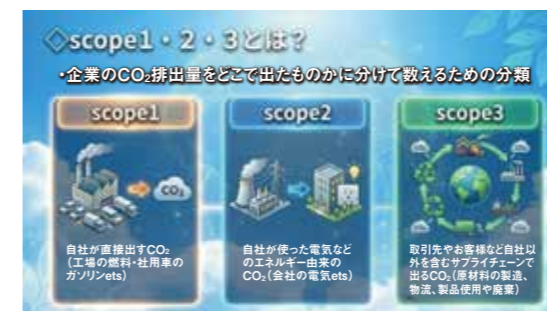 ◇scope1・2・3とは?
・企業のCO₂排出量をどこで出たものかに分けて数えるための分類
scope1
CO₂
自社が直接出すCO₂
(工場の燃料・社用車の
ガソリンets)
scope2
自社が使った電気など
のエネルギー由来の
CO₂(会社の電気ets)
scope3
取引先やお客様など自社以
外を含むサプライチェーンで
出るCO₂(原材料の製造、
物流、製品使用や廃棄)